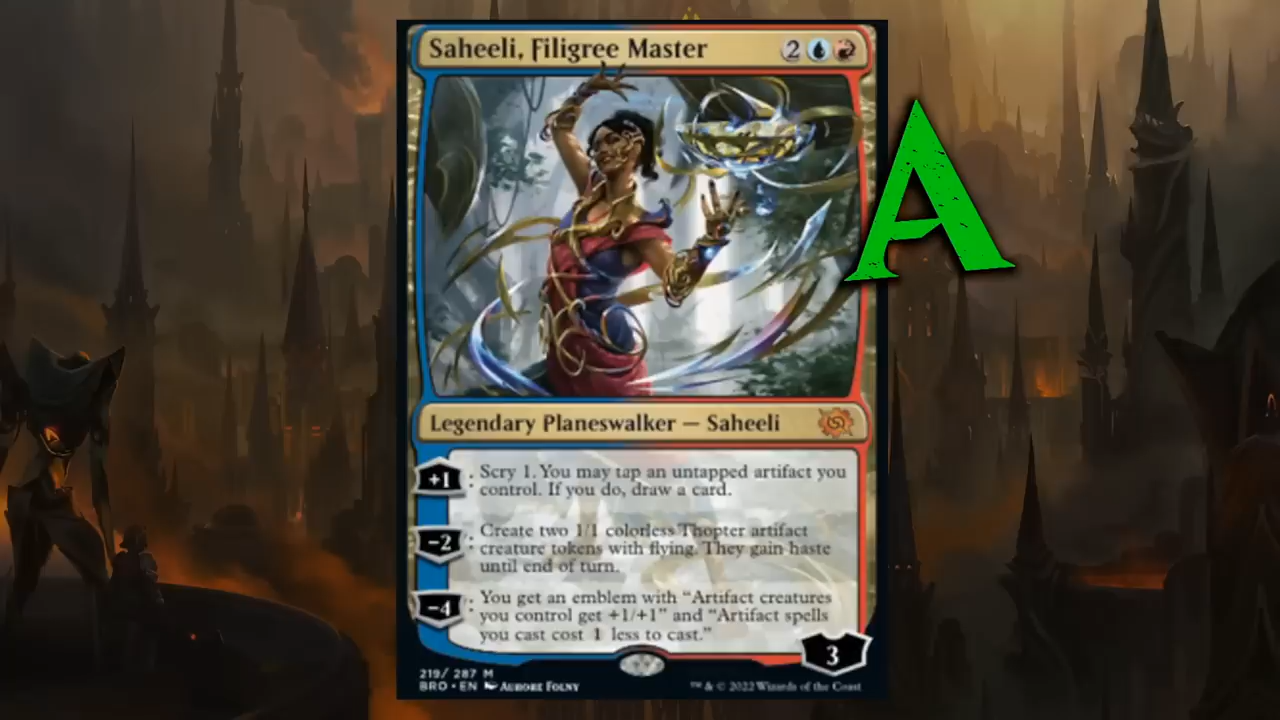 Saheeli, Filigree Master 2
A
Legendary Planeswalker — Saheeli
+1 : Scry 1. You may tap an untapped artifact you
control. If you do, draw a card.
-2 : Create two 1/1 colorless Thopter artifact
creature tokens with flying. They gain haste
until end of turn.
-4 : You get an emblem with “Artifact creatures
you control get +1/+1” and “Artifact spells
you cast cost 1 less to cast.”
3
219/ 287 M
BRO • EN Aurore Folny
™ & © 2022 Wizards of the Coast